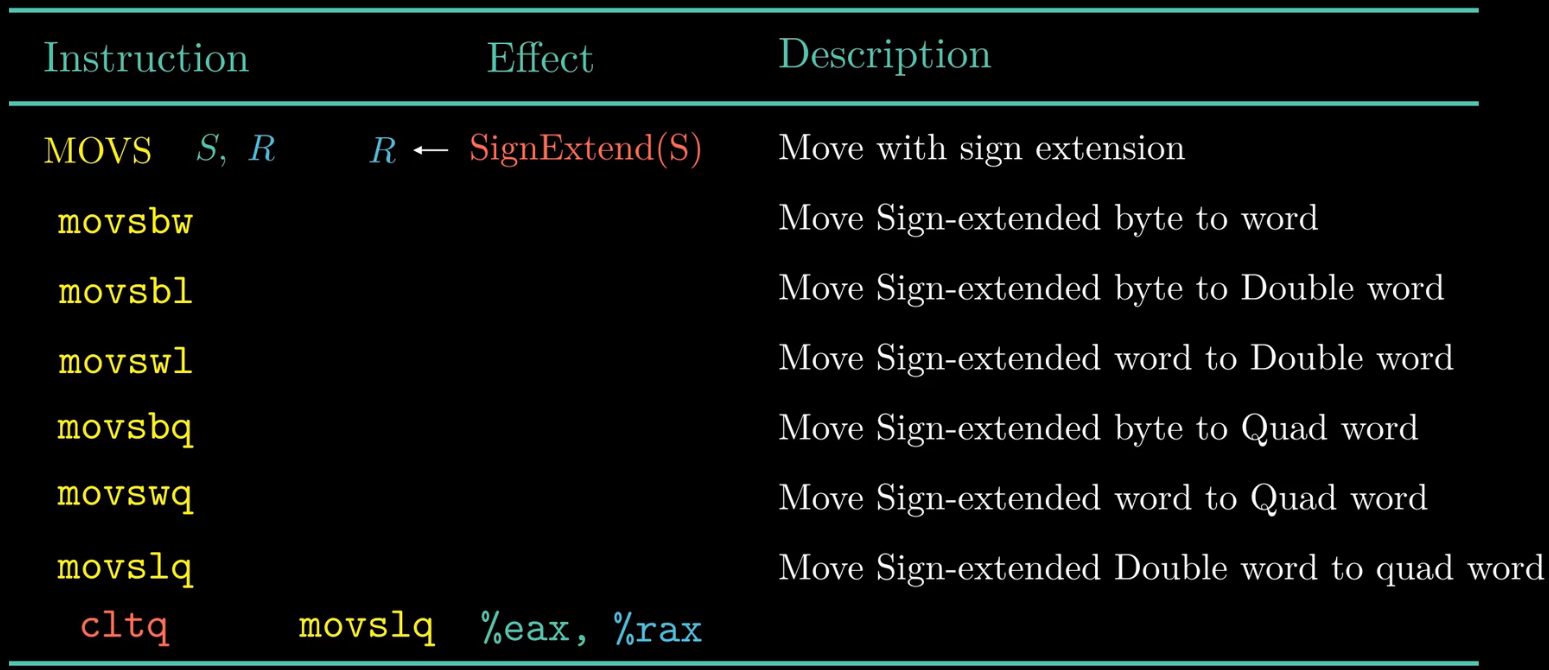 Instruction Effect Description
MOVS S, R R ← SignExtend(S) Move with sign extension
movsbw Move Sign-extended byte to word
movsbl Move Sign-extended byte to Double word
movswl Move Sign-extended word to Double word
movsbq Move Sign-extended byte to Quad word
movswq Move Sign-extended word to Quad word
movslq Move Sign-extended Double word to quad word
cltq movslq %eax, %rax